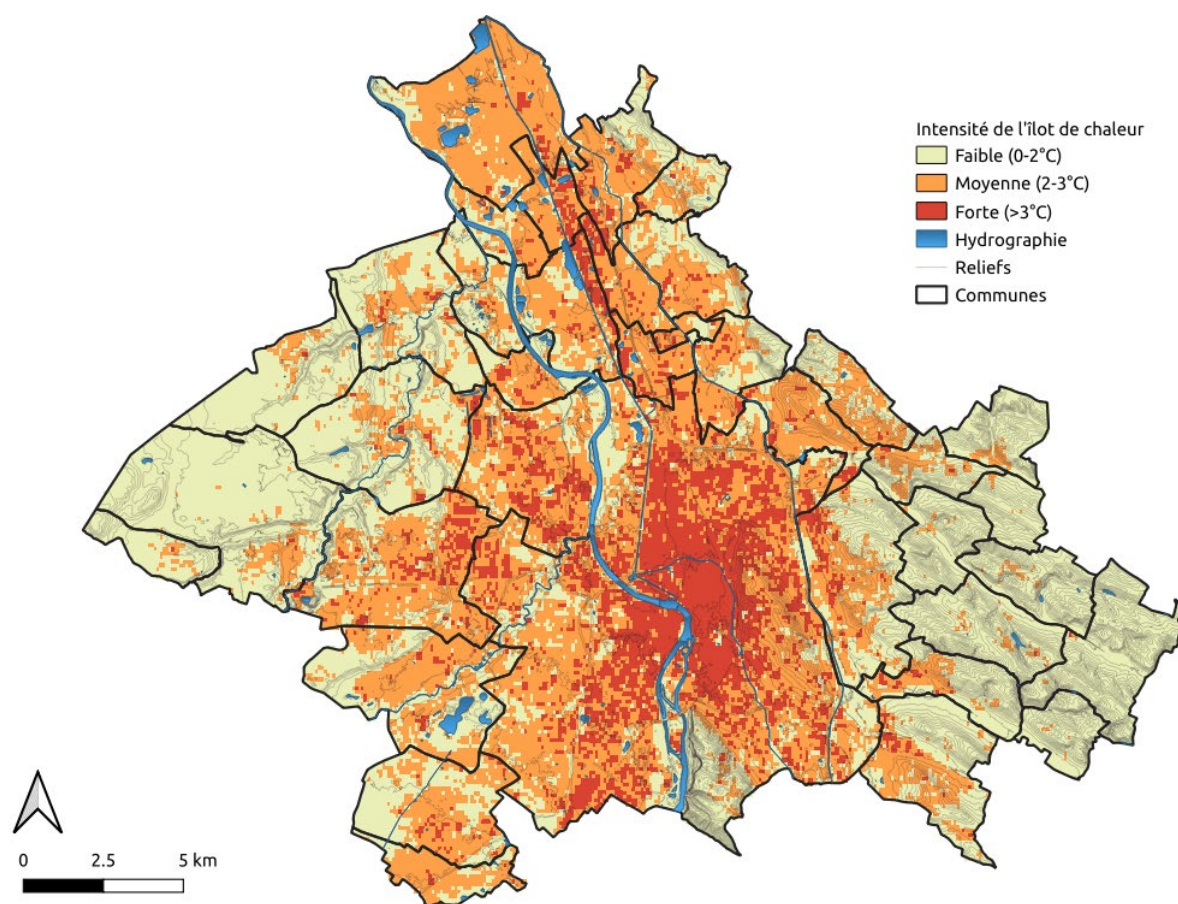 Intensité de l'îlot de chaleur
Faible (0-2°C)
Moyenne (2-3°C)
Forte (>3°C)
Hydrographie
Reliefs
Communes
0 2.5 5 km